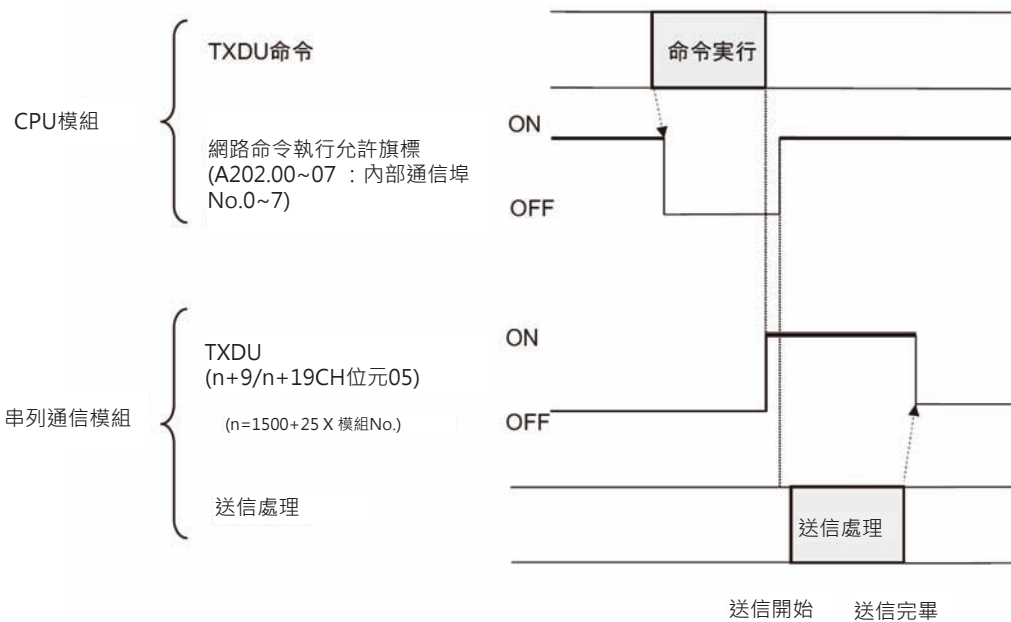 TXDU命令
命令実行
CPU模組
ON
網路命令執行允許旗標
(A202.00~07 ：內部通信埠
No.0~7)
OFF
ON
TXDU
(n+9/n+19CH位元05)
串列通信模組
(n=1500+25 X 模組No.)
OFF
送信處理
送信處理
送信開始
送信完畢